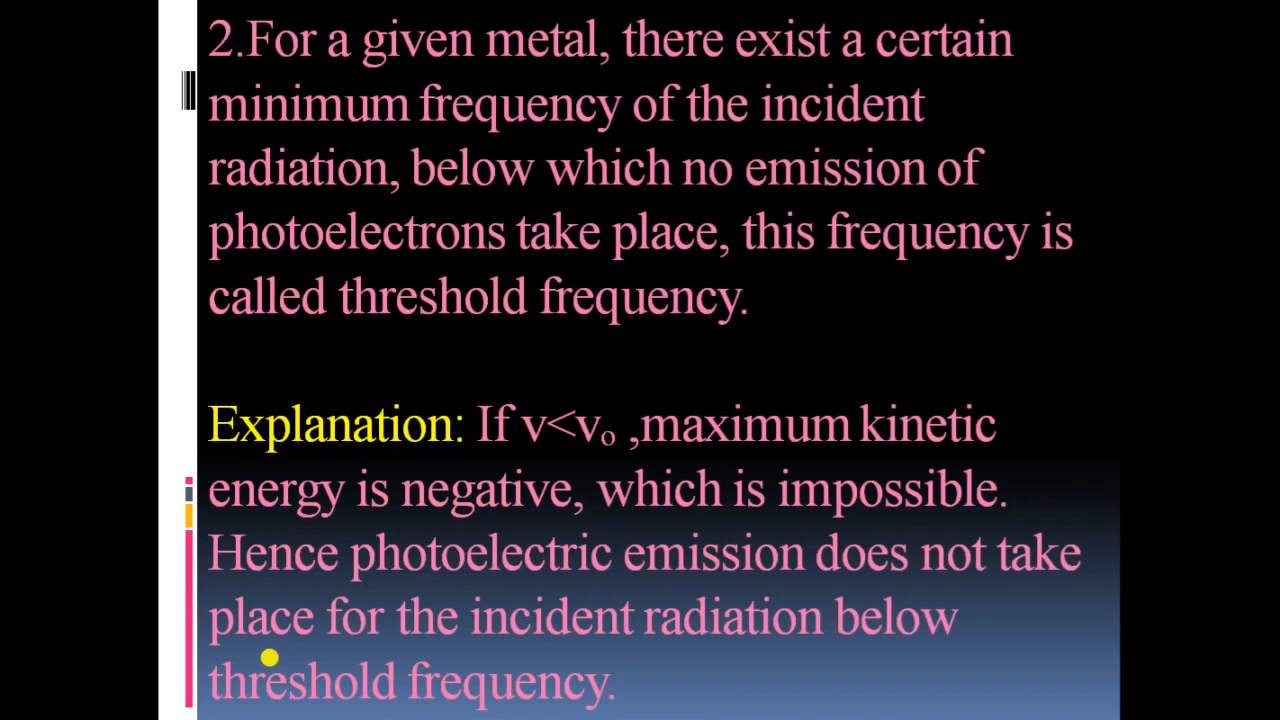 2.For a given metal, there exist a certain
minimum frequency of the incident
radiation, below which no emission of
photoelectrons take place, this frequency is
called threshold frequency.
Explanation: If v<vₒ ,maximum kinetic
energy is negative, which is impossible.
Hence photoelectric emission does not take
place for the incident radiation below
threshold frequency.